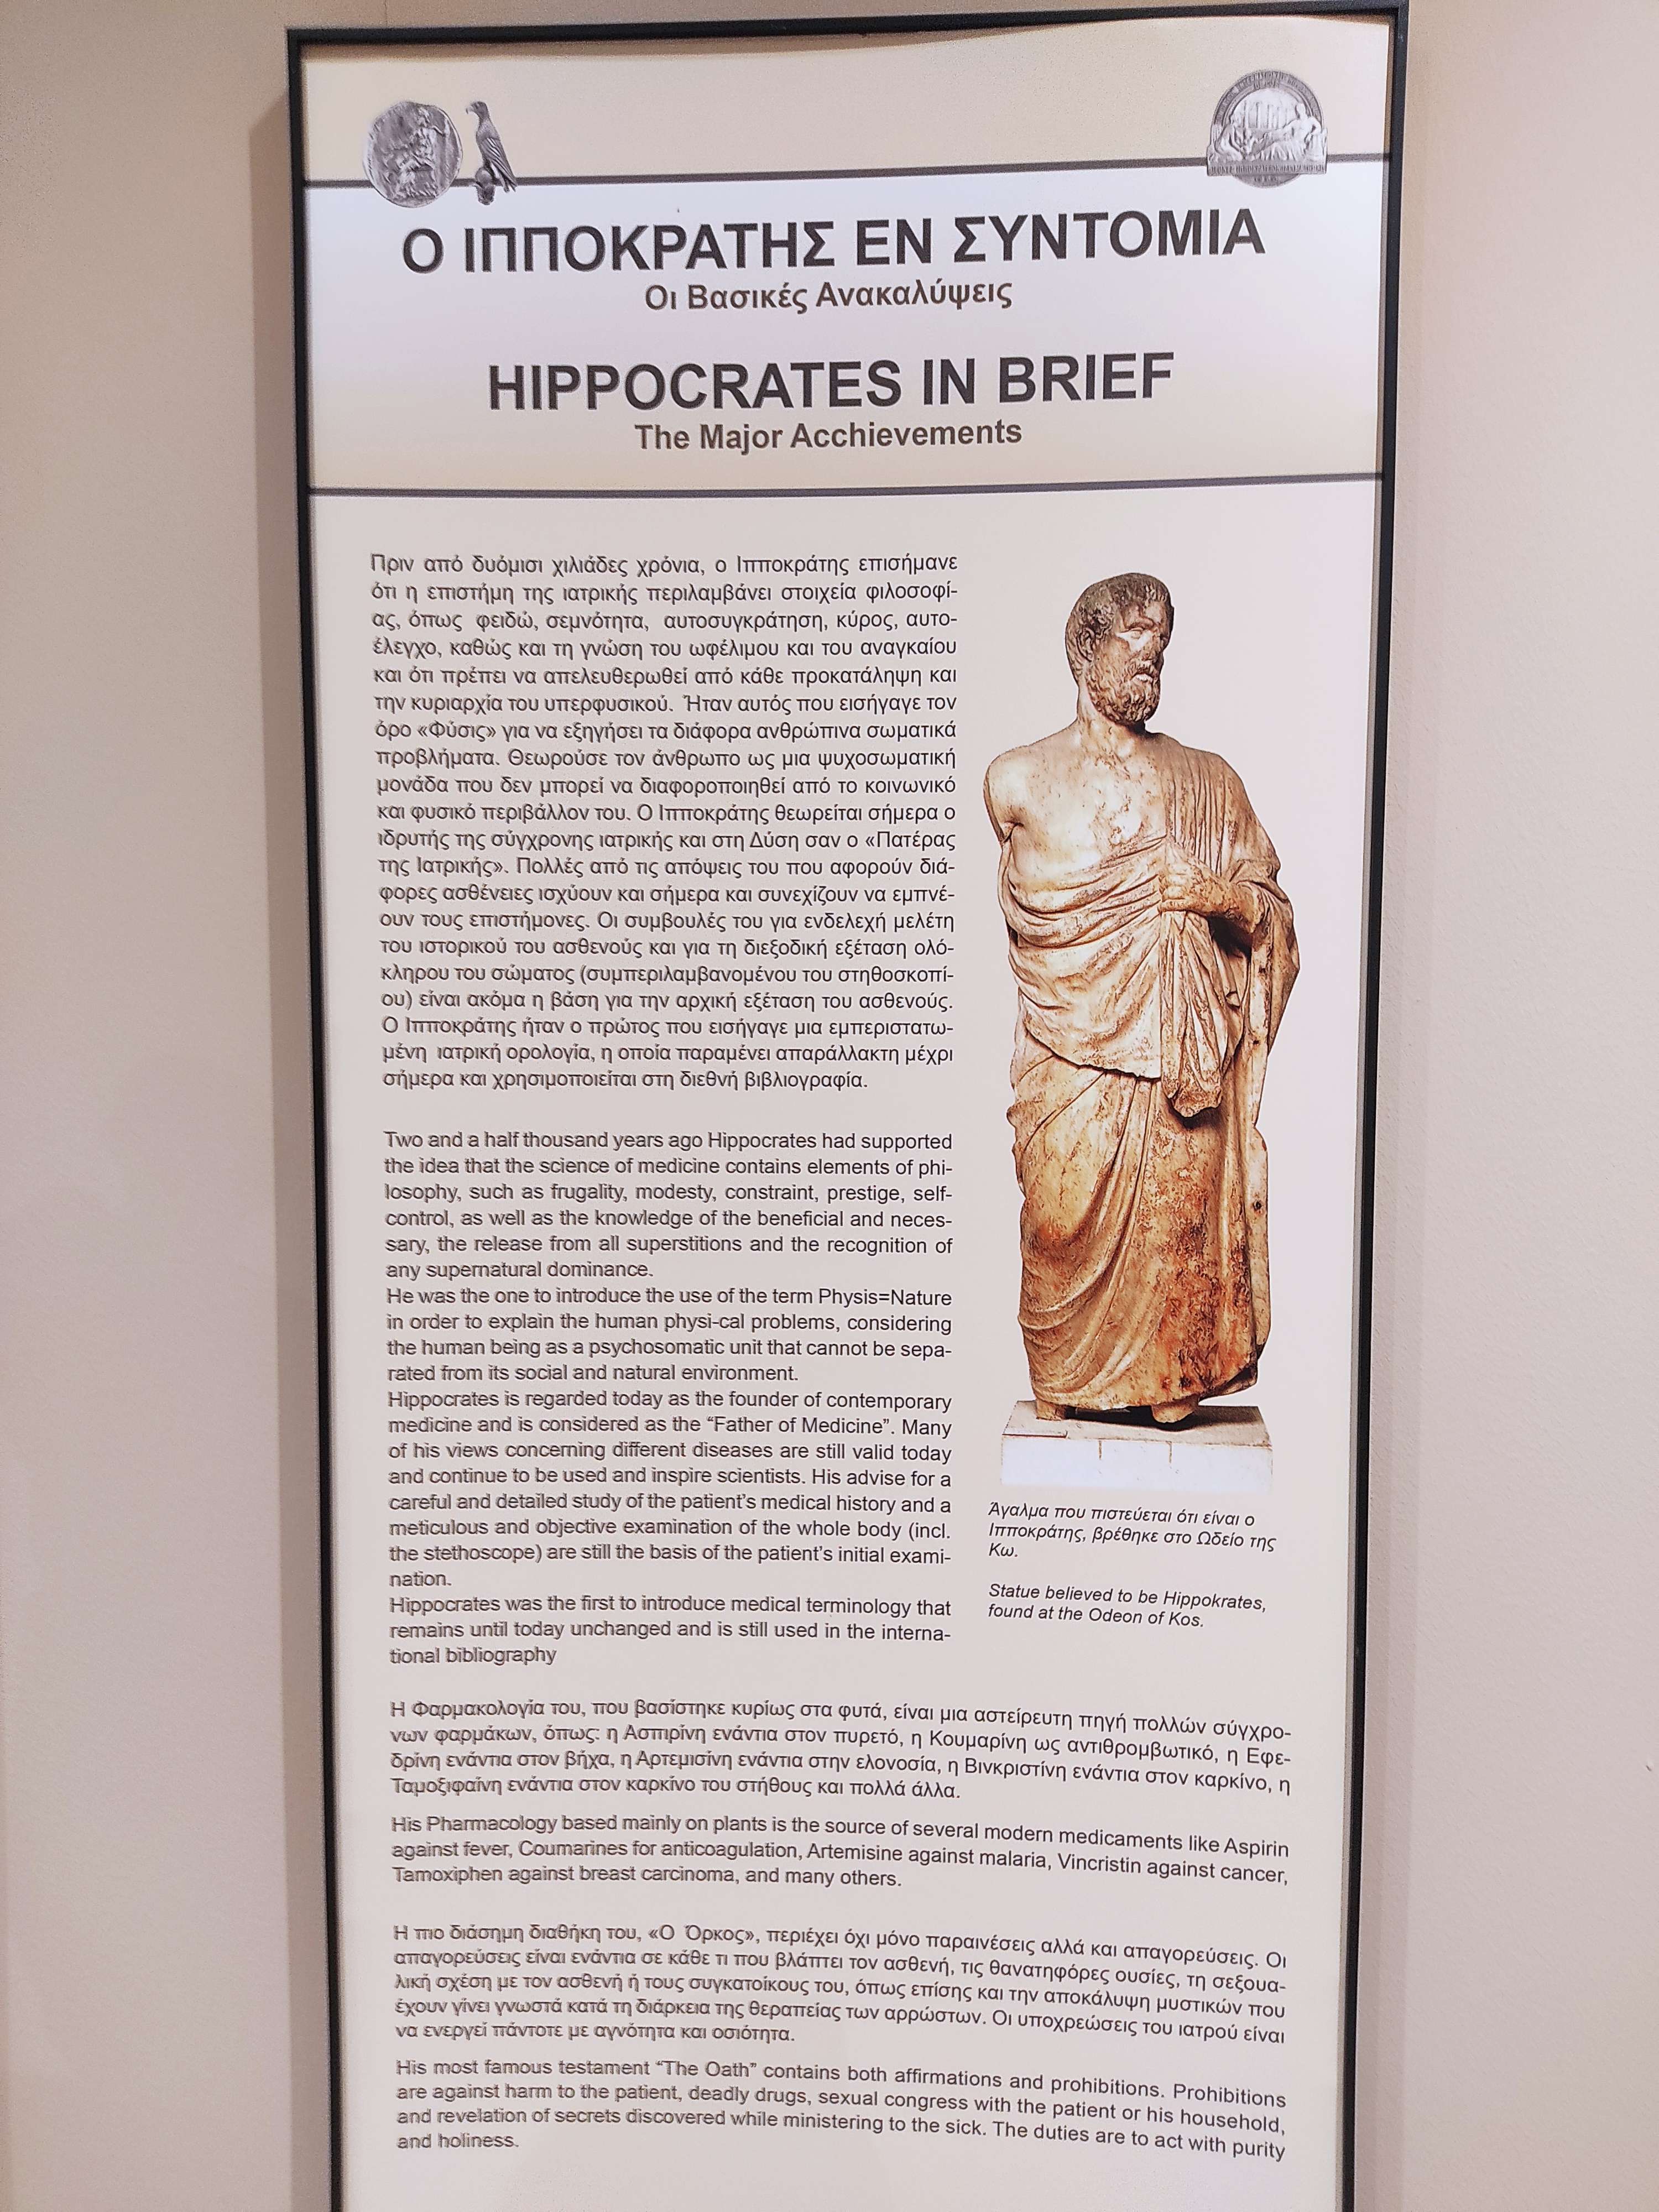 Ο ΙΠΠΟΚΡΑΤΗΣ ΕΝ ΣΥΝΤΟΜΙΑ
Οι Βασικές Ανακαλύψεις
HIPPOCRATES IN BRIEF
The Major Acchievements
Πριν από δυόμισι χιλιάδες χρόνια, ο Ιπποκράτης επισήμανε
ότι η επιστήμη της ιατρικής περιλαμβάνει στοιχεία φιλοσοφί-
ας, όπως φειδώ, σεμνότητα, αυτοσυγκράτηση, κύρος, αυτο-
έλεγχο, καθώς και τη γνώση του ωφέλιμου και του αναγκαίου
και ότι πρέπει να απελευθερωθεί από κάθε προκατάληψη και
την κυριαρχία του υπερφυσικού. Ήταν αυτός που εισήγαγε τον
όρο «Φύσις» για να εξηγήσει τα διάφορα ανθρώπινα σωματικά
προβλήματα. Θεωρούσε τον άνθρωπο ως μια ψυχοσωματική
μονάδα που δεν μπορεί να διαφοροποιηθεί από το κοινωνικό
και φυσικό περιβάλλον του. Ο Ιπποκράτης θεωρείται σήμερα ο
ιδρυτής της σύγχρονης ιατρικής και στη Δύση σαν ο «Πατέρας
της Ιατρικής». Πολλές από τις απόψεις του που αφορούν διά-
φορες ασθένειες ισχύουν και σήμερα και συνεχίζουν να εμπνέ-
ουν τους επιστήμονες. Οι συμβουλές του για ενδελεχή μελέτη
του ιστορικού του ασθενούς και για τη διεξοδική εξέταση ολό-
κληρου του σώματος (συμπεριλαμβανομένου του στηθοσκοπί-
ου) είναι ακόμα η βάση για την αρχική εξέταση του ασθενούς.
Ο Ιπποκράτης ήταν ο πρώτος που εισήγαγε μια εμπεριστατω-
μένη ιατρική ορολογία, η οποία παραμένει απαράλλακτη μέχρι
σήμερα και χρησιμοποιείται στη διεθνή βιβλιογραφία.
Two and a half thousand years ago Hippocrates had supported
the idea that the science of medicine contains elements of phi-
losophy, such as frugality, modesty, constraint, prestige, self-
control, as well as the knowledge of the beneficial and neces-
sary, the release from all superstitions and the recognition of
any supernatural dominance.
He was the one to introduce the use of the term Physis=Nature
in order to explain the human physi-cal problems, considering
the human being as a psychosomatic unit that cannot be sepa-
rated from its social and natural environment.
Hippocrates is regarded today as the founder of contemporary
medicine and is considered as the “Father of Medicine”. Many
of his views concerning different diseases are still valid today
and continue to be used and inspire scientists. His advise for a
careful and detailed study of the patient’s medical history and a
meticulous and objective examination of the whole body (incl.
the stethoscope) are still the basis of the patient’s initial exami-
nation.
Hippocrates was the first to introduce medical terminology that
remains until today unchanged and is still used in the interna-
tional bibliography
Άγαλμα που πιστεύεται ότι είναι ο
Ιπποκράτης, βρέθηκε στο Ωδείο της
Κω.
Statue believed to be Hippokrates,
found at the Odeon of Kos.
Η Φαρμακολογία του, που βασίστηκε κυρίως στα φυτά, είναι μια αστείρευτη πηγή πολλών σύγχρο-
νων φαρμάκων, όπως: η Ασπιρίνη ενάντια στον πυρετό, η Κουμαρίνη ως αντιθρομβωτικό, η Εφε-
δρίνη ενάντια στον βήχα, η Αρτεμισίνη ενάντια στην ελονοσία, η Βινκριστίνη ενάντια στον καρκίνο, η
Ταμοξιφαίνη ενάντια στον καρκίνο του στήθους και πολλά άλλα.
His Pharmacology based mainly on plants is the source of several modern medicaments like Aspirin
against fever, Coumarines for anticoagulation, Artemisine against malaria, Vincristin against cancer,
Tamoxiphen against breast carcinoma, and many others.
Η πιο διάσημη διαθήκη του, «Ο Όρκος», περιέχει όχι μόνο παραινέσεις αλλά και απαγορεύσεις. Οι
απαγορεύσεις είναι ενάντια σε κάθε τι που βλάπτει τον ασθενή, τις θανατηφόρες ουσίες, τη σεξουα-
λική σχέση με τον ασθενή ή τους συγκατοίκους του, όπως επίσης και την αποκάλυψη μυστικών που
έχουν γίνει γνωστά κατά τη διάρκεια της θεραπείας των αρρώστων. Οι υποχρεώσεις του ιατρού είναι
να ενεργεί πάντοτε με αγνότητα και οσιότητα.
His most famous testament “The Oath” contains both affirmations and prohibitions. Prohibitions
are against harm to the patient, deadly drugs, sexual congress with the patient or his household,
and revelation of secrets discovered while ministering to the sick. The duties are to act with purity
and holiness.